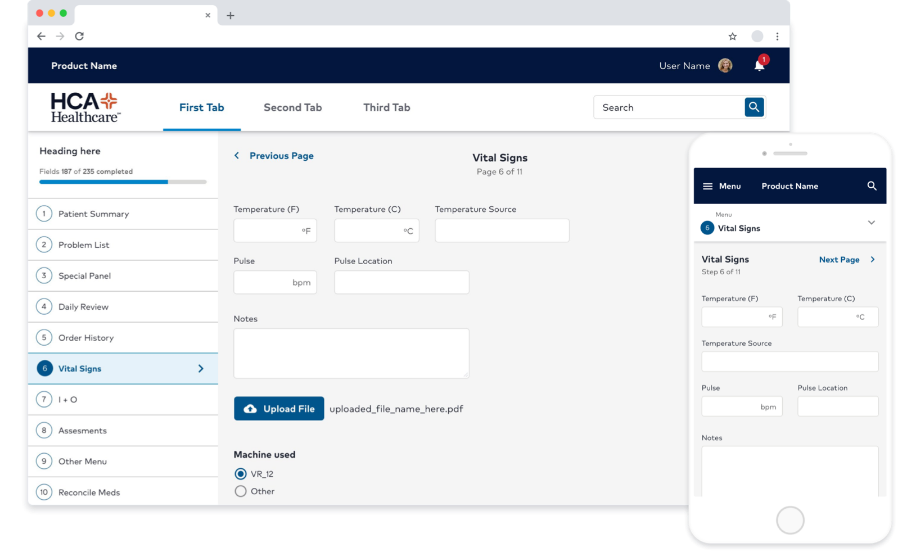 Product Name
User Name
1
HCA
Healthcare™
First Tab
Second Tab
Third Tab
Search
Heading here
Fields 187 of 235 completed
1 Patient Summary
2 Problem List
3 Special Panel
4 Daily Review
5 Order History
6 Vital Signs
7 I + O
8 Assesments
9 Other Menu
10 Reconcile Meds
Previous Page
Vital Signs
Page 6 of 11
Temperature (F) Temperature (C) Temperature Source
°F °C
Pulse Pulse Location
bpm
Notes
Upload File uploaded_file_name_here.pdf
Machine used
VR_12
Other
Menu Product Name
Menu
6 Vital Signs
Vital Signs Next Page
Step 6 of 11
Temperature (F) Temperature (C)
°F °C
Temperature Source
Pulse Pulse Location
bpm
Notes